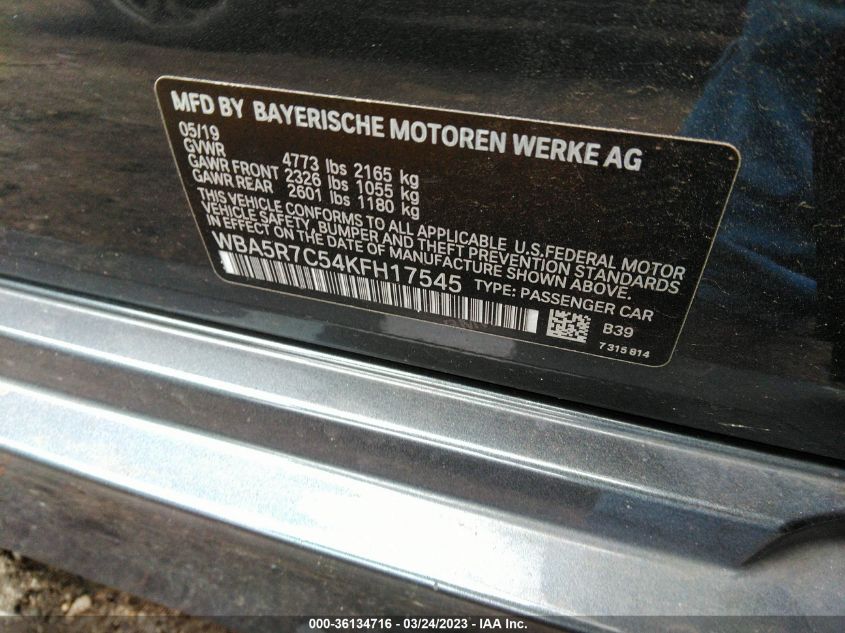 MFD BY BAYERISCHE MOTOREN WERKE AG
05/19
GVWR 4773 lbs 2165 kg
GAWR FRONT 2326 lbs 1055 kg
GAWR REAR 2601 lbs 1180 kg
THIS VEHICLE CONFORMS TO ALL APPLICABLE U.S.FEDERAL MOTOR
VEHICLE SAFETY, BUMPER AND THEFT PREVENTION STANDARDS
IN EFFECT ON THE DATE OF MANUFACTURE SHOWN ABOVE.
WBA5R7C54KFH17545 TYPE: PASSENGER CAR
B39
7315814
000-36134716 - 03/24/2023 - IAA Inc.